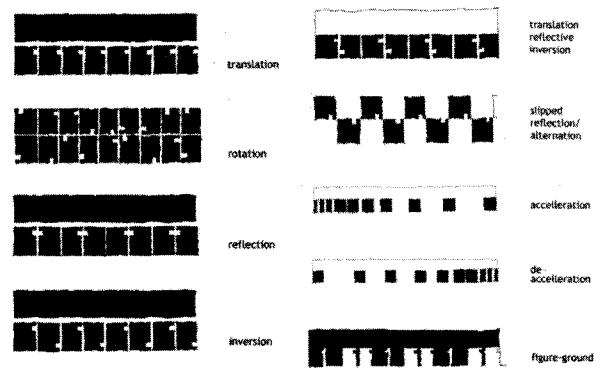 translation
rotation
reflection
inversion
translation
reflective
inversion
slipped
reflection/
alternation
accelleration
de-
accelleration
figure-ground